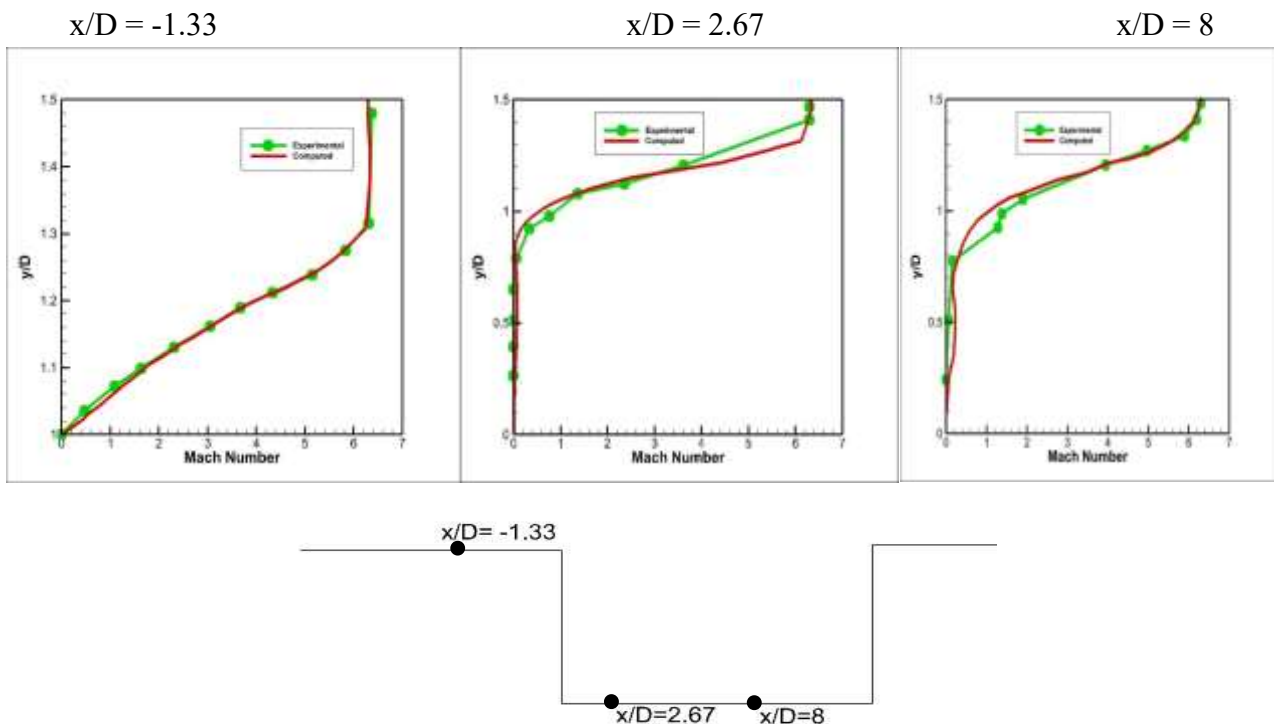 x/D = -1.33
x/D = 2.67
x/D = 8
1.5
1.4
1.3
1.2
1.1
1
y/D
0 1 2 3 4 5 6 7
Mach Number
Experimental
Computed
1.5
1
0.5
0
y/D
0 1 2 3 4 5 6 7
Mach Number
Experimental
Computed
1.5
1
0.5
0
y/D
0 1 2 3 4 5 6 7
Mach Number
Experimental
Computed
x/D= -1.33
x/D=2.67
x/D=8